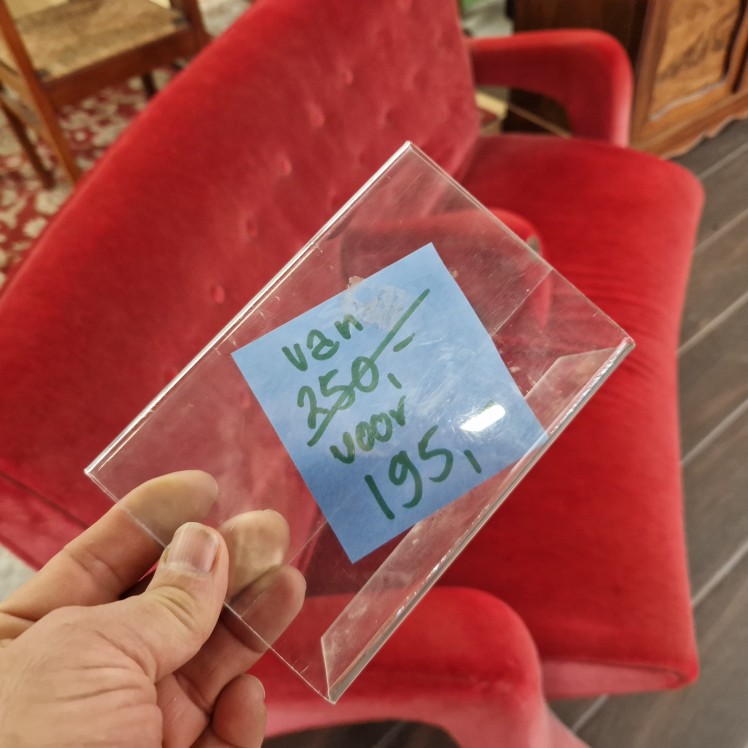 van
250,-
voor
195,-